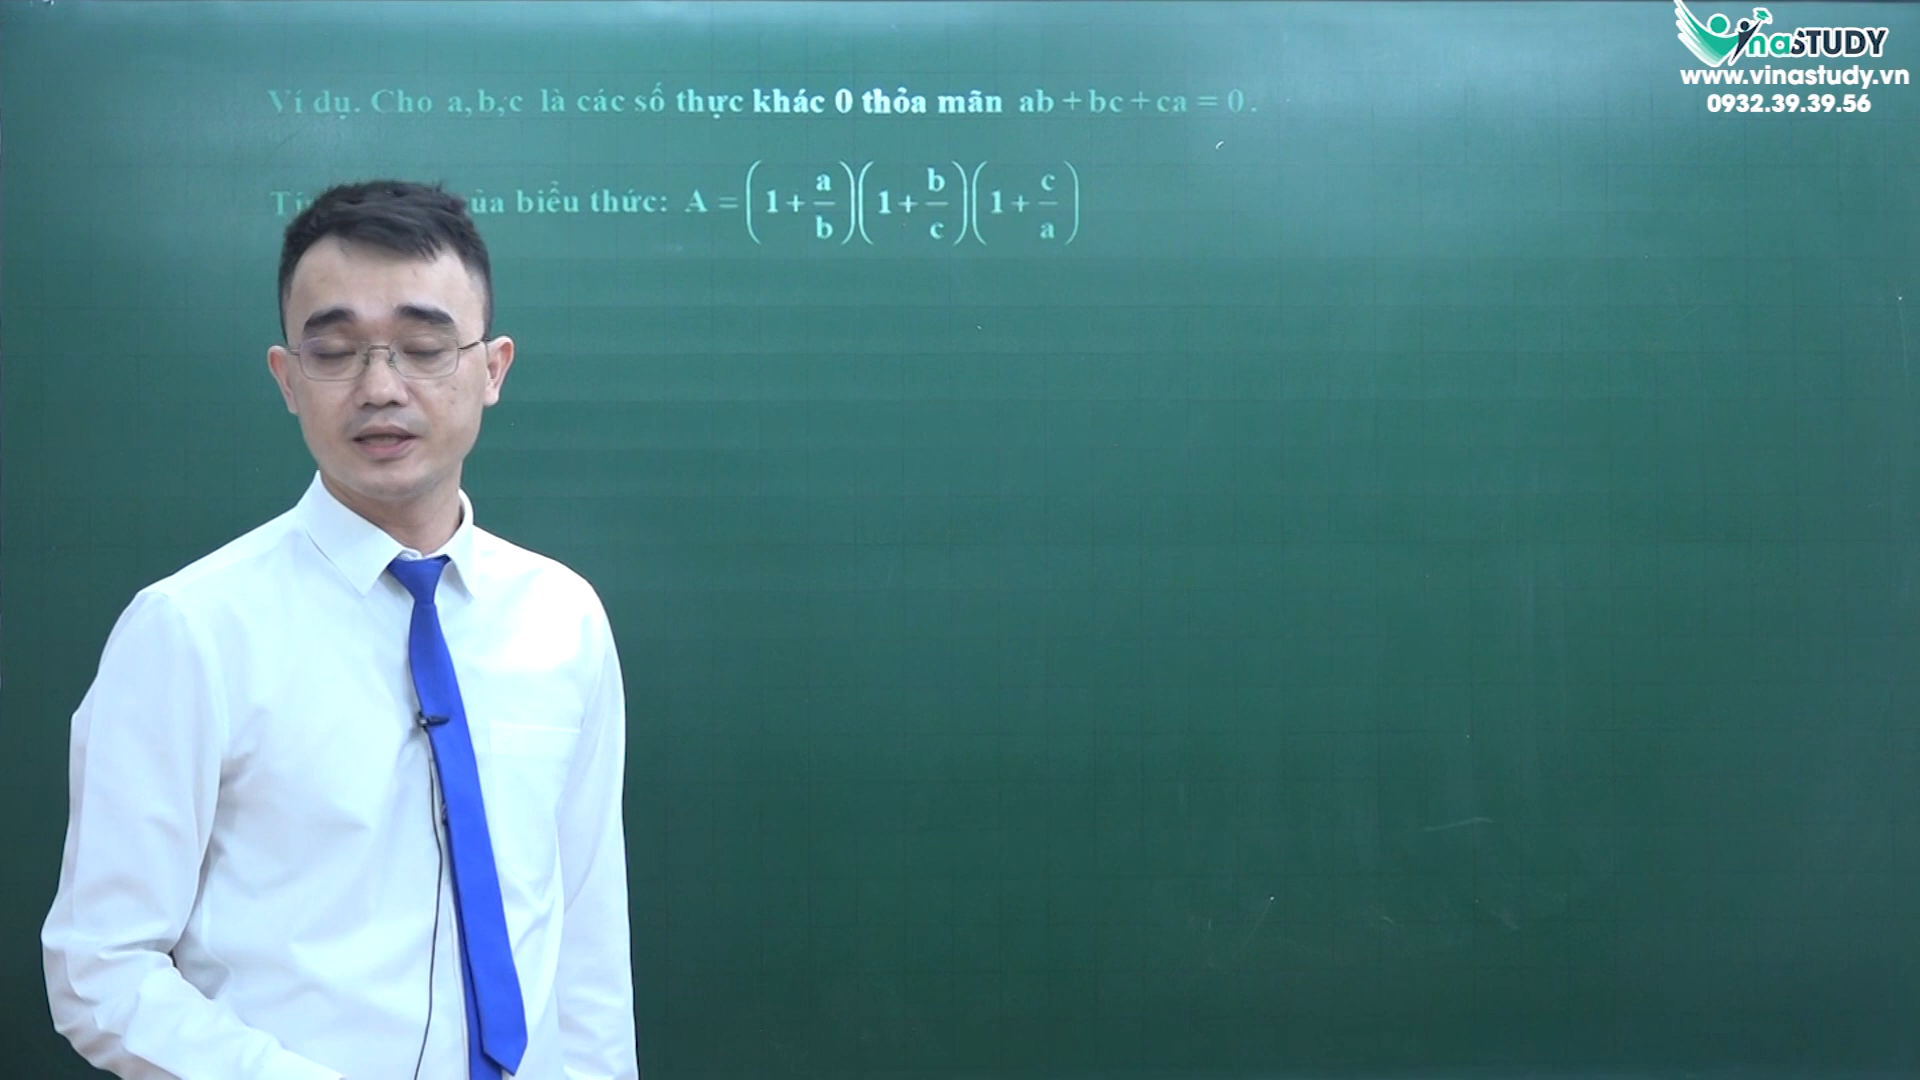 VinaSTUDY
www.vinastudy.vn
0932.39.39.56
Ví dụ. Cho a, b, c là các số thực khác 0 thỏa mãn ab + bc + ca = 0.
của biểu thức: A = (1 + a/b)(1 + b/c)(1 + c/a)